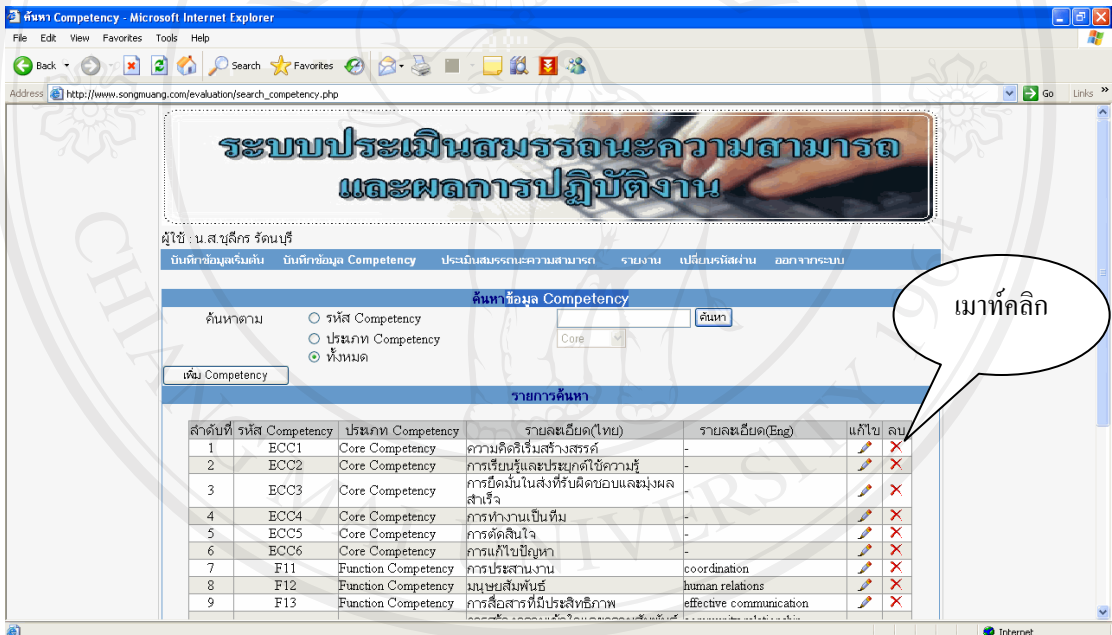 ค้นหา Competency - Microsoft Internet Explorer
File Edit View Favorites Tools Help
Back Search Favorites
Address http://www.songmuang.com/evaluation/search_competency.php Go Links »
ระบบประเมินสมรรถนะความสามารถ
และผลการปฏิบัติงาน
ผู้ใช้ : น.ส.ชุลีกร รัดนบุรี
บันทึกข้อมูลเริ่มต้น บันทึกข้อมูล Competency ประเมินสมรรถนะความสามารถ รายงาน เปลี่ยนรหัสผ่าน ออกจากระบบ
ค้นหาข้อมูล Competency
เมาท์คลิก
ค้นหาตาม รหัส Competency ค้นหา
ประเภท Competency Core
ทั้งหมด
เพิ่ม Competency
รายการค้นหา
ลำดับที่ รหัส Competency ประเภท Competency รายละเอียด(ไทย) รายละเอียด(Eng) แก้ไข ลบ
1 ECC1 Core Competency ความคิดริเริ่มสร้างสรรค์ -
2 ECC2 Core Competency การเรียนรู้และประยุกต์ใช้ความรู้ -
3 ECC3 Core Competency การยึดมั่นในส่งที่รับผิดชอบและมุ่งผล -
สำเร็จ
4 ECC4 Core Competency การทำงานเป็นทีม -
5 ECC5 Core Competency การตัดสินใจ -
6 ECC6 Core Competency การแก้ไขปัญหา -
7 F11 Function Competency การประสานงาน coordination
8 F12 Function Competency มนุษยสัมพันธ์ human relations
9 F13 Function Competency การสื่อสารที่มีประสิทธิภาพ effective communication
Internet
CHIANG MAI UNIVERSITY 1964